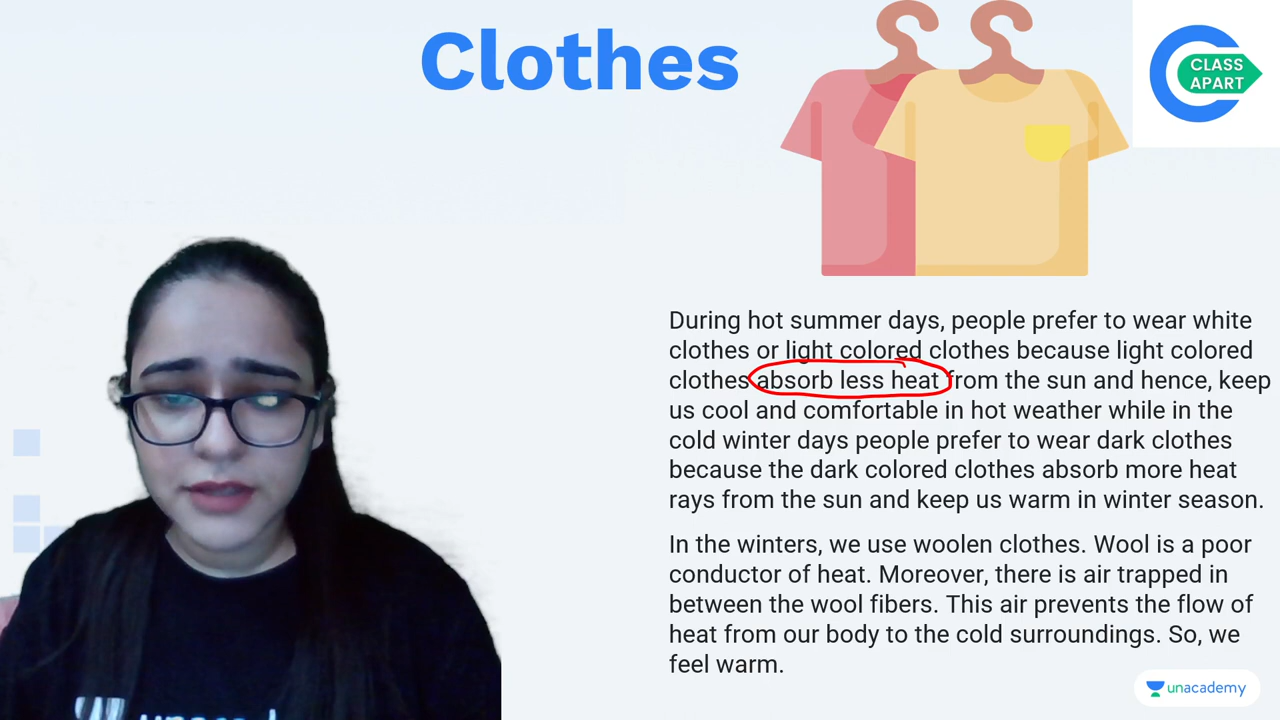 Clothes
CLASS
APART
During hot summer days, people prefer to wear white
clothes or light colored clothes because light colored
clothes absorb less heat from the sun and hence, keep
us cool and comfortable in hot weather while in the
cold winter days people prefer to wear dark clothes
because the dark colored clothes absorb more heat
rays from the sun and keep us warm in winter season.
In the winters, we use woolen clothes. Wool is a poor
conductor of heat. Moreover, there is air trapped in
between the wool fibers. This air prevents the flow of
heat from our body to the cold surroundings. So, we
feel warm.
unacademy